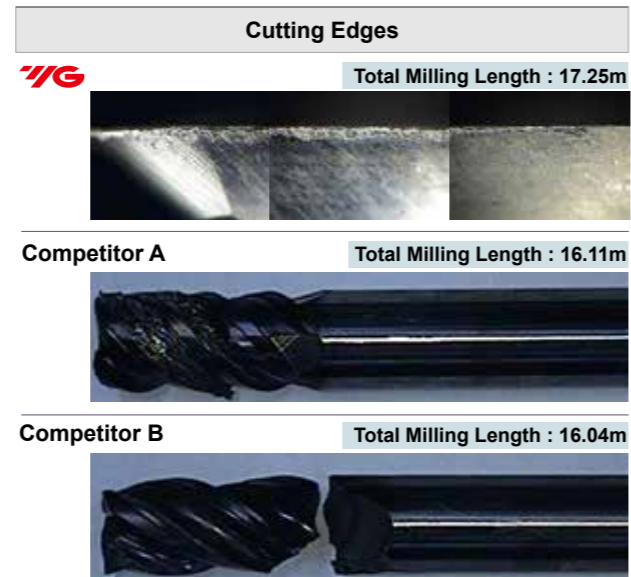 Cutting Edges
YG
Total Milling Length : 17.25m
Competitor A
Total Milling Length : 16.11m
Competitor B
Total Milling Length : 16.04m